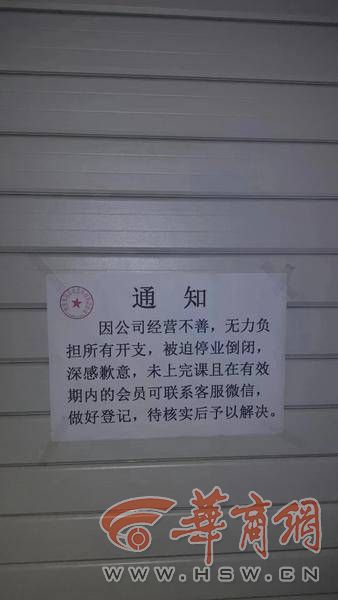 通 知
因公司经营不善，无力负
担所有开支，被迫停业倒闭，
深感歉意，未上完课且在有效
期内的会员可联系客服微信，
做好登记，待核实后予以解决。
華商網
WWW.HSW.CN